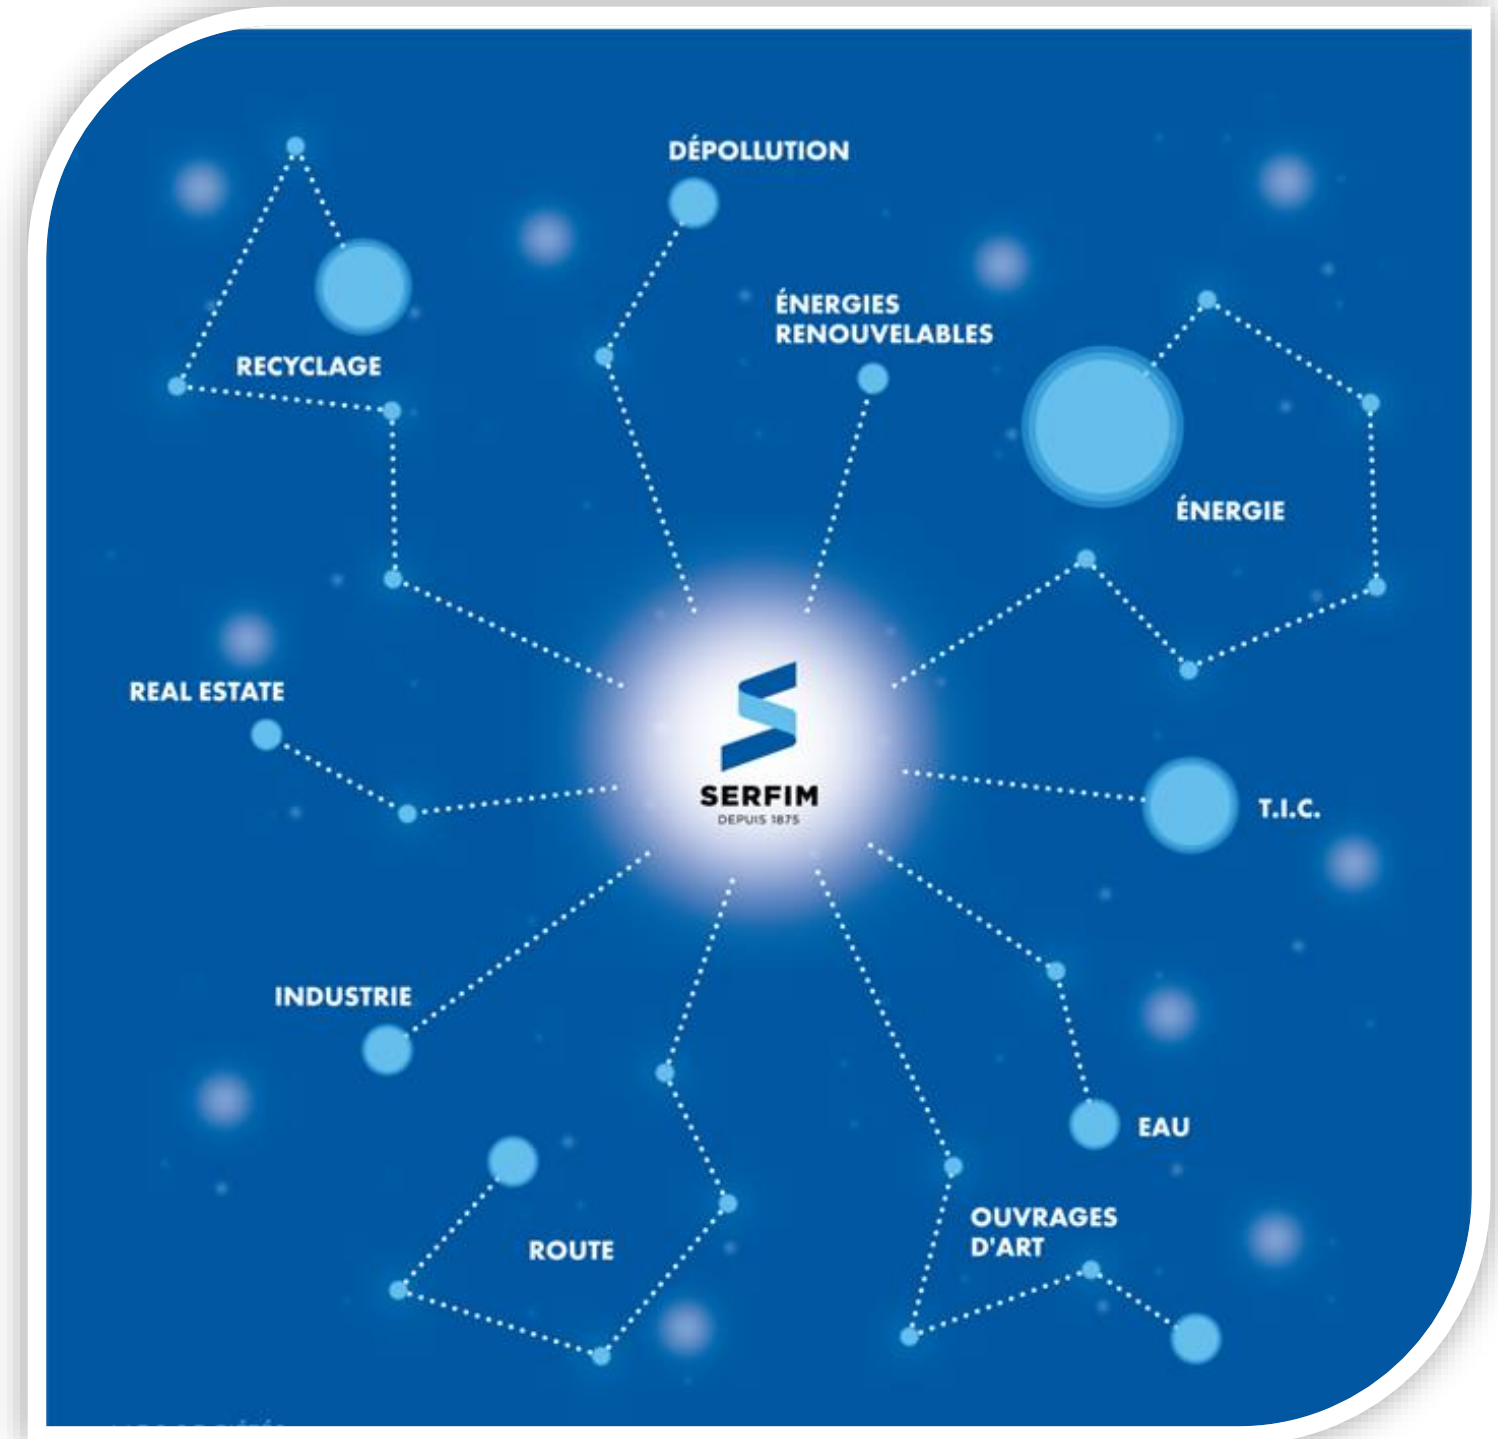 DÉPOLLUTION
ÉNERGIES
RENOUVELABLES
RECYCLAGE
ÉNERGIE
REAL ESTATE
SERFIM
DEPUIS 1875
T.I.C.
INDUSTRIE
EAU
OUVRAGES
D'ART
ROUTE